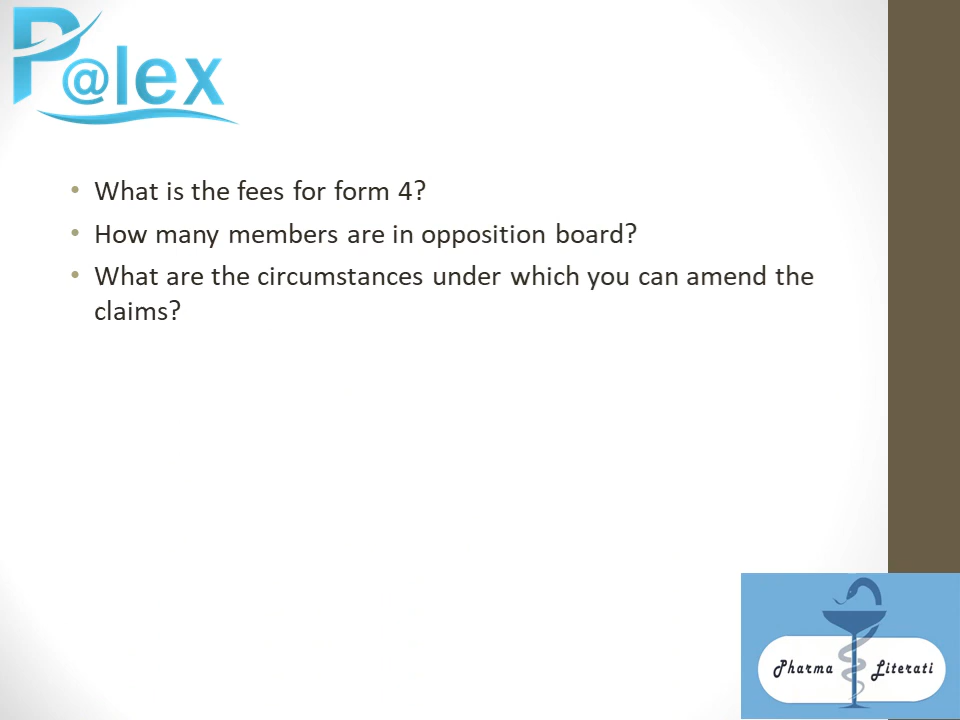 P@lex
• What is the fees for form 4?
• How many members are in opposition board?
• What are the circumstances under which you can amend the
claims?
Pharma Literati